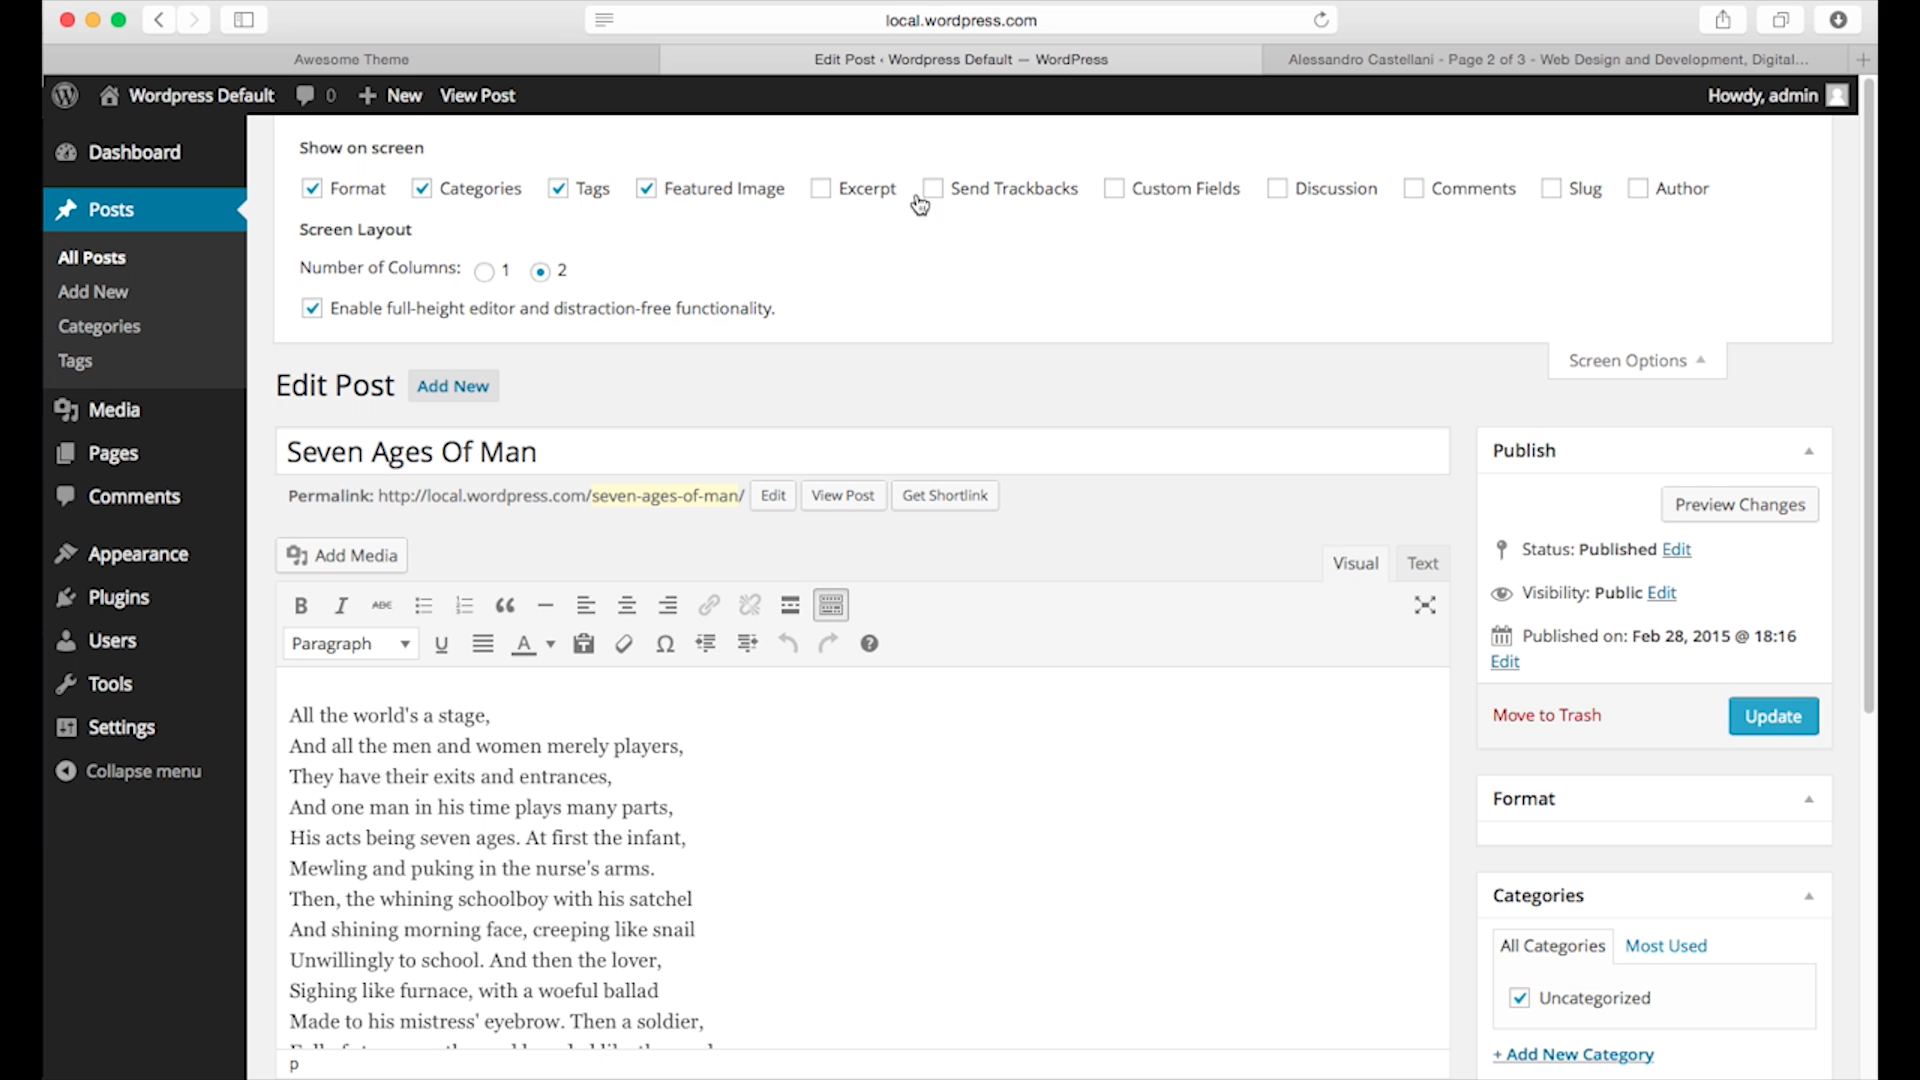 local.wordpress.com
Awesome Theme
Edit Post ‹ Wordpress Default — WordPress
Alessandro Castellani - Page 2 of 3 - Web Design and Development, Digital...
Wordpress Default 0 + New View Post
Howdy, admin
Dashboard
Posts
All Posts
Add New
Categories
Tags
Media
Pages
Comments
Appearance
Plugins
Users
Tools
Settings
Collapse menu
Show on screen
Format Categories Tags Featured Image Excerpt Send Trackbacks Custom Fields Discussion Comments Slug Author
Screen Layout
Number of Columns: 1 2
Enable full-height editor and distraction-free functionality.
Screen Options
Edit Post Add New
Seven Ages Of Man
Permalink: http://local.wordpress.com/seven-ages-of-man/ Edit View Post Get Shortlink
Add Media
Visual Text
B I ABC
Paragraph U A Ω ?
All the world's a stage,
And all the men and women merely players,
They have their exits and entrances,
And one man in his time plays many parts,
His acts being seven ages. At first the infant,
Mewling and puking in the nurse's arms.
Then, the whining schoolboy with his satchel
And shining morning face, creeping like snail
Unwillingly to school. And then the lover,
Sighing like furnace, with a woeful ballad
Made to his mistress' eyebrow. Then a soldier,
p
Publish
Preview Changes
Status: Published Edit
Visibility: Public Edit
Published on: Feb 28, 2015 @ 18:16
Edit
Move to Trash
Update
Format
Categories
All Categories Most Used
Uncategorized
+ Add New Category